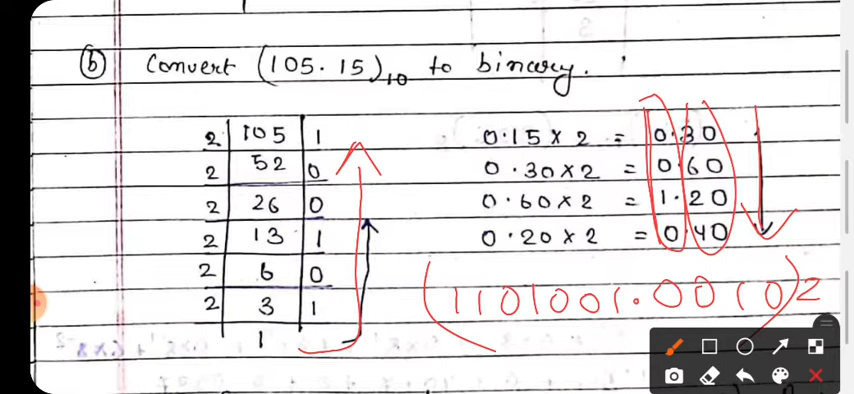 b Convert (105.15)10 to binary.
2 105 1 0.15 x 2 = 0.30
2 52 0 0.30 x 2 = 0.60
2 26 0 0.60 x 2 = 1.20
2 13 1 0.20 x 2 = 0.40
2 6 0
2 3 1
1
(1101001.0010)2